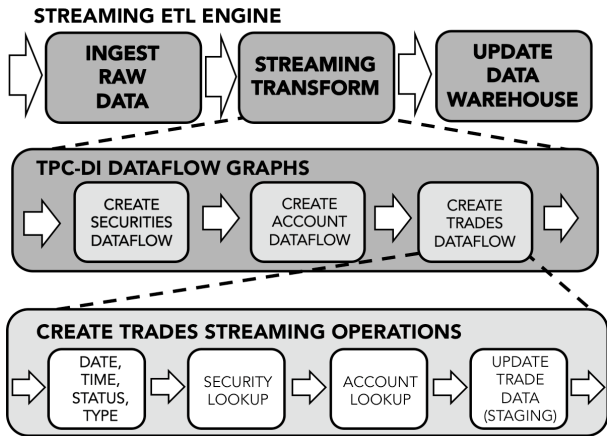 STREAMING ETL ENGINE
INGEST
RAW
DATA
STREAMING
TRANSFORM
UPDATE
DATA
WAREHOUSE
TPC-DI DATAFLOW GRAPHS
CREATE
SECURITIES
DATAFLOW
CREATE
ACCOUNT
DATAFLOW
CREATE
TRADES
DATAFLOW
CREATE TRADES STREAMING OPERATIONS
DATE,
TIME,
STATUS,
TYPE
SECURITY
LOOKUP
ACCOUNT
LOOKUP
UPDATE
TRADE
DATA
(STAGING)